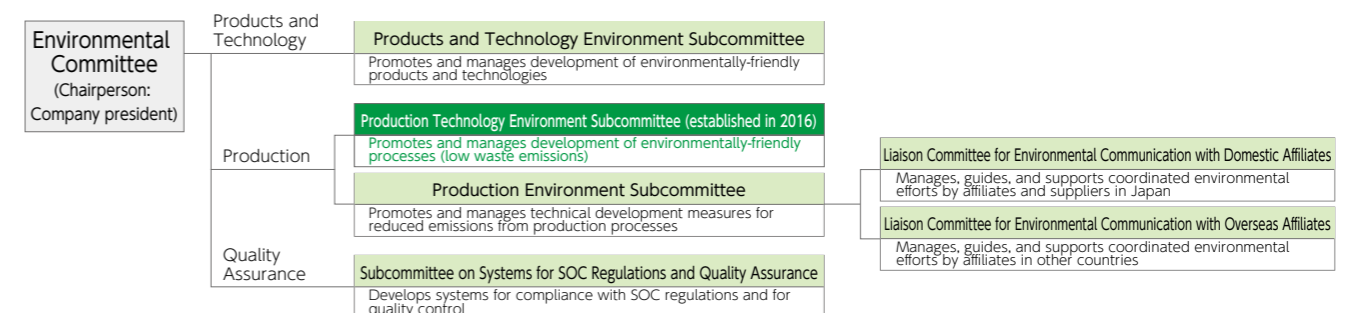 Environmental
Committee
(Chairperson:
Company president)
Products and
Technology
Products and Technology Environment Subcommittee
Promotes and manages development of environmentally-friendly
products and technologies
Production
Production Technology Environment Subcommittee (established in 2016)
Promotes and manages development of environmentally-friendly
processes (low waste emissions)
Production Environment Subcommittee
Promotes and manages technical development measures for
reduced emissions from production processes
Liaison Committee for Environmental Communication with Domestic Affiliates
Manages, guides, and supports coordinated environmental
efforts by affiliates and suppliers in Japan
Liaison Committee for Environmental Communication with Overseas Affiliates
Manages, guides, and supports coordinated environmental
efforts by affiliates in other countries
Quality
Assurance
Subcommittee on Systems for SOC Regulations and Quality Assurance
Develops systems for compliance with SOC regulations and for
quality control